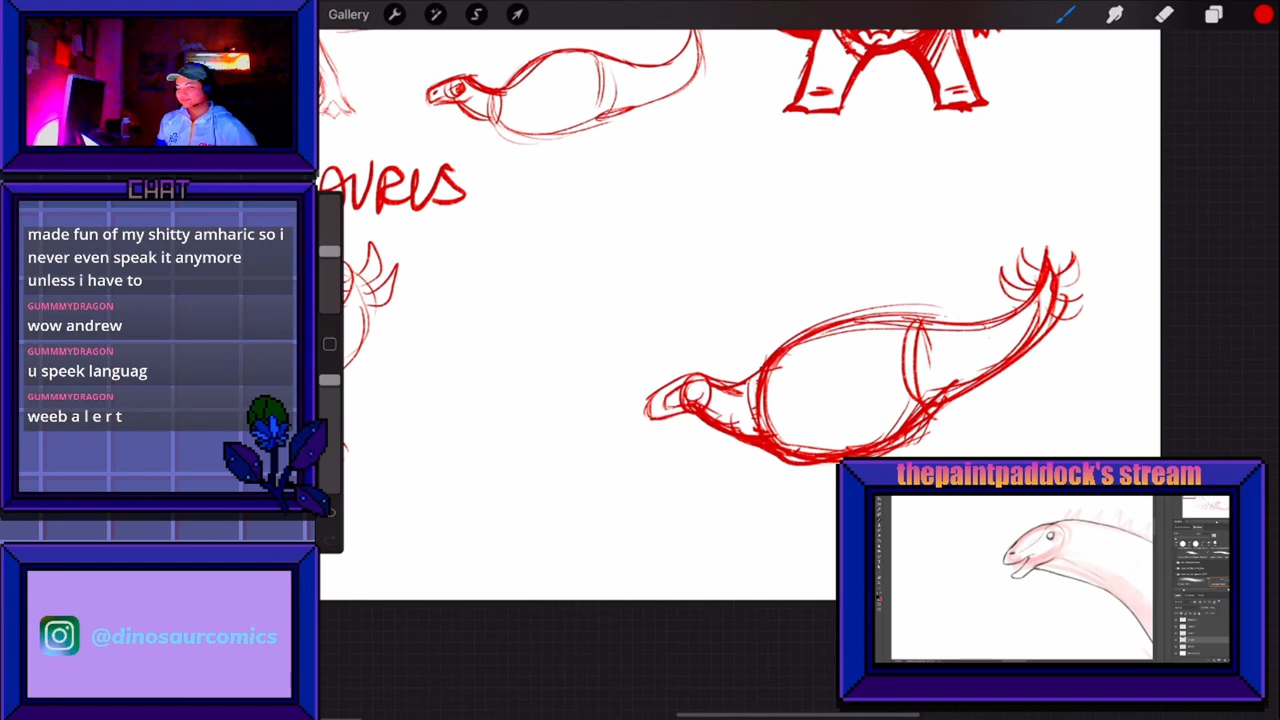 Gallery
AURUS
CHAT
made fun of my shitty amharic so i
never even speak it anymore
unless i have to
GUMMMYDRAGON
wow andrew
GUMMMYDRAGON
u speek languag
GUMMMYDRAGON
weeb a l e r t
thepaintpaddock's stream
@dinosaurcomics